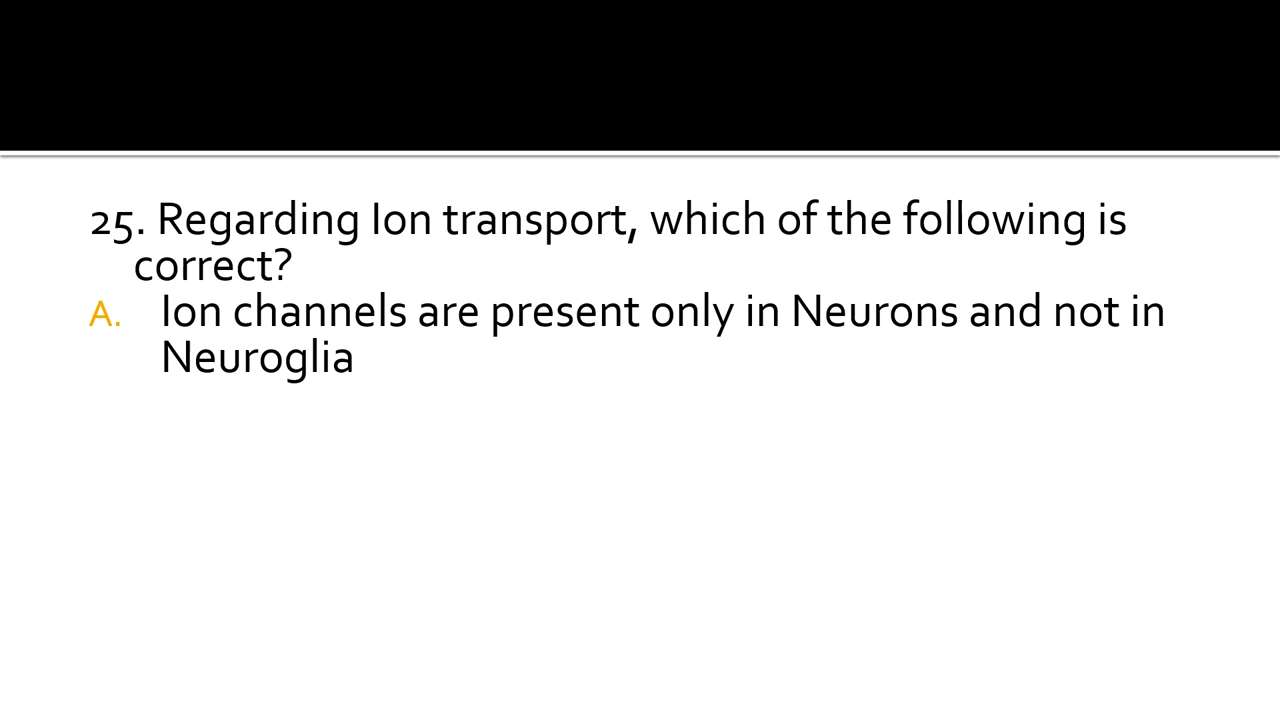 25. Regarding Ion transport, which of the following is
correct?
A. Ion channels are present only in Neurons and not in
Neuroglia